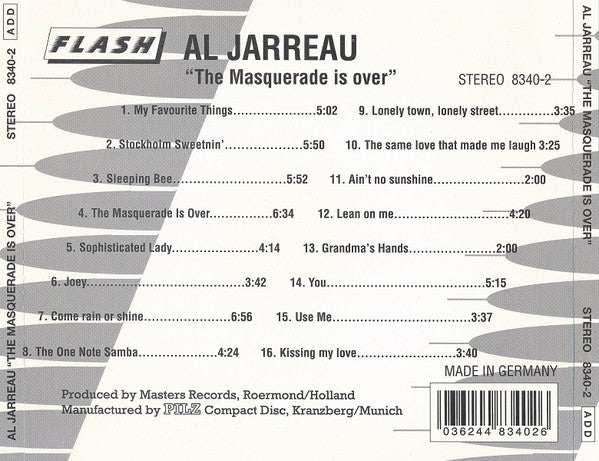 FLASH
AL JARREAU
“The Masquerade is over”
STEREO 8340-2
1. My Favourite Things.....................5:02
2. Stockholm Sweetnin’....................5:50
3. Sleeping Bee.............................5:52
4. The Masquerade Is Over................6:34
5. Sophisticated Lady......................4:14
6. Joey........................................3:42
7. Come rain or shine......................6:56
8. The One Note Samba....................4:24
9. Lonely town, lonely street..............3:35
10. The same love that made me laugh 3:25
11. Ain’t no sunshine.......................2:00
12. Lean on me..............................4:20
13. Grandma’s Hands......................2:00
14. You.......................................5:15
15. Use Me...................................3:37
16. Kissing my love.........................3:40
MADE IN GERMANY
Produced by Masters Records, Roermond/Holland
Manufactured by PILZ Compact Disc, Kranzberg/Munich
036244 834026
AL JARREAU “THE MASQUERADE IS OVER” STEREO 8340-2 ADD
AL JARREAU “THE MASQUERADE IS OVER” STEREO 8340-2 ADD